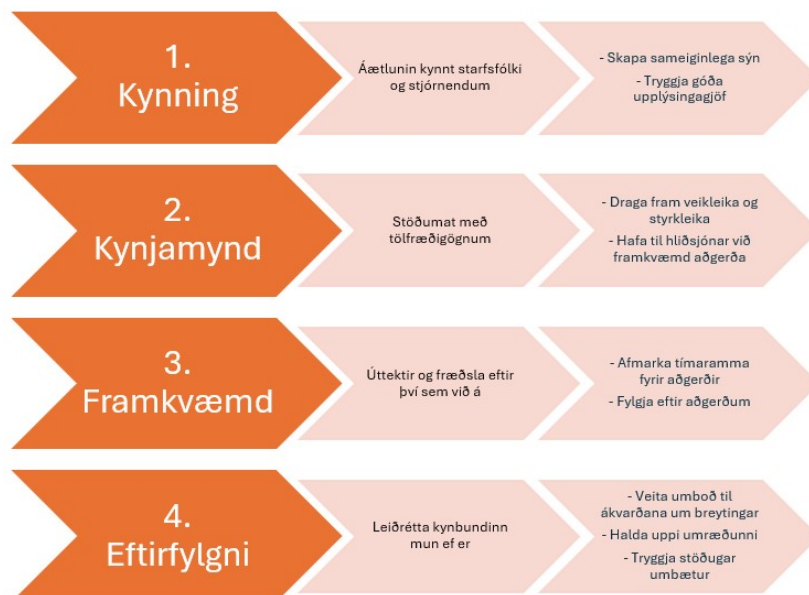 1.
Kynning
Áætlunin kynnt starfsfólki
og stjórnendum
- Skapa sameiginlega sýn
- Tryggja góða
upplýsingagjöf
2.
Kynjamynd
Stöðumat með
tölfræðigögnum
- Draga fram veikleika og
styrkleika
- Hafa til hliðsjónar við
framkvæmd aðgerða
3.
Framkvæmd
Úttektir og fræðsla eftir
því sem við á
- Afmarka tímaramma
fyrir aðgerðir
- Fylgja eftir aðgerðum
4.
Eftirfylgni
Leiðrétta kynbundinn
mun ef er
- Veita umboð til
ákvarðana um breytingar
- Halda uppi umræðunni
- Tryggja stöðugar
umbætur